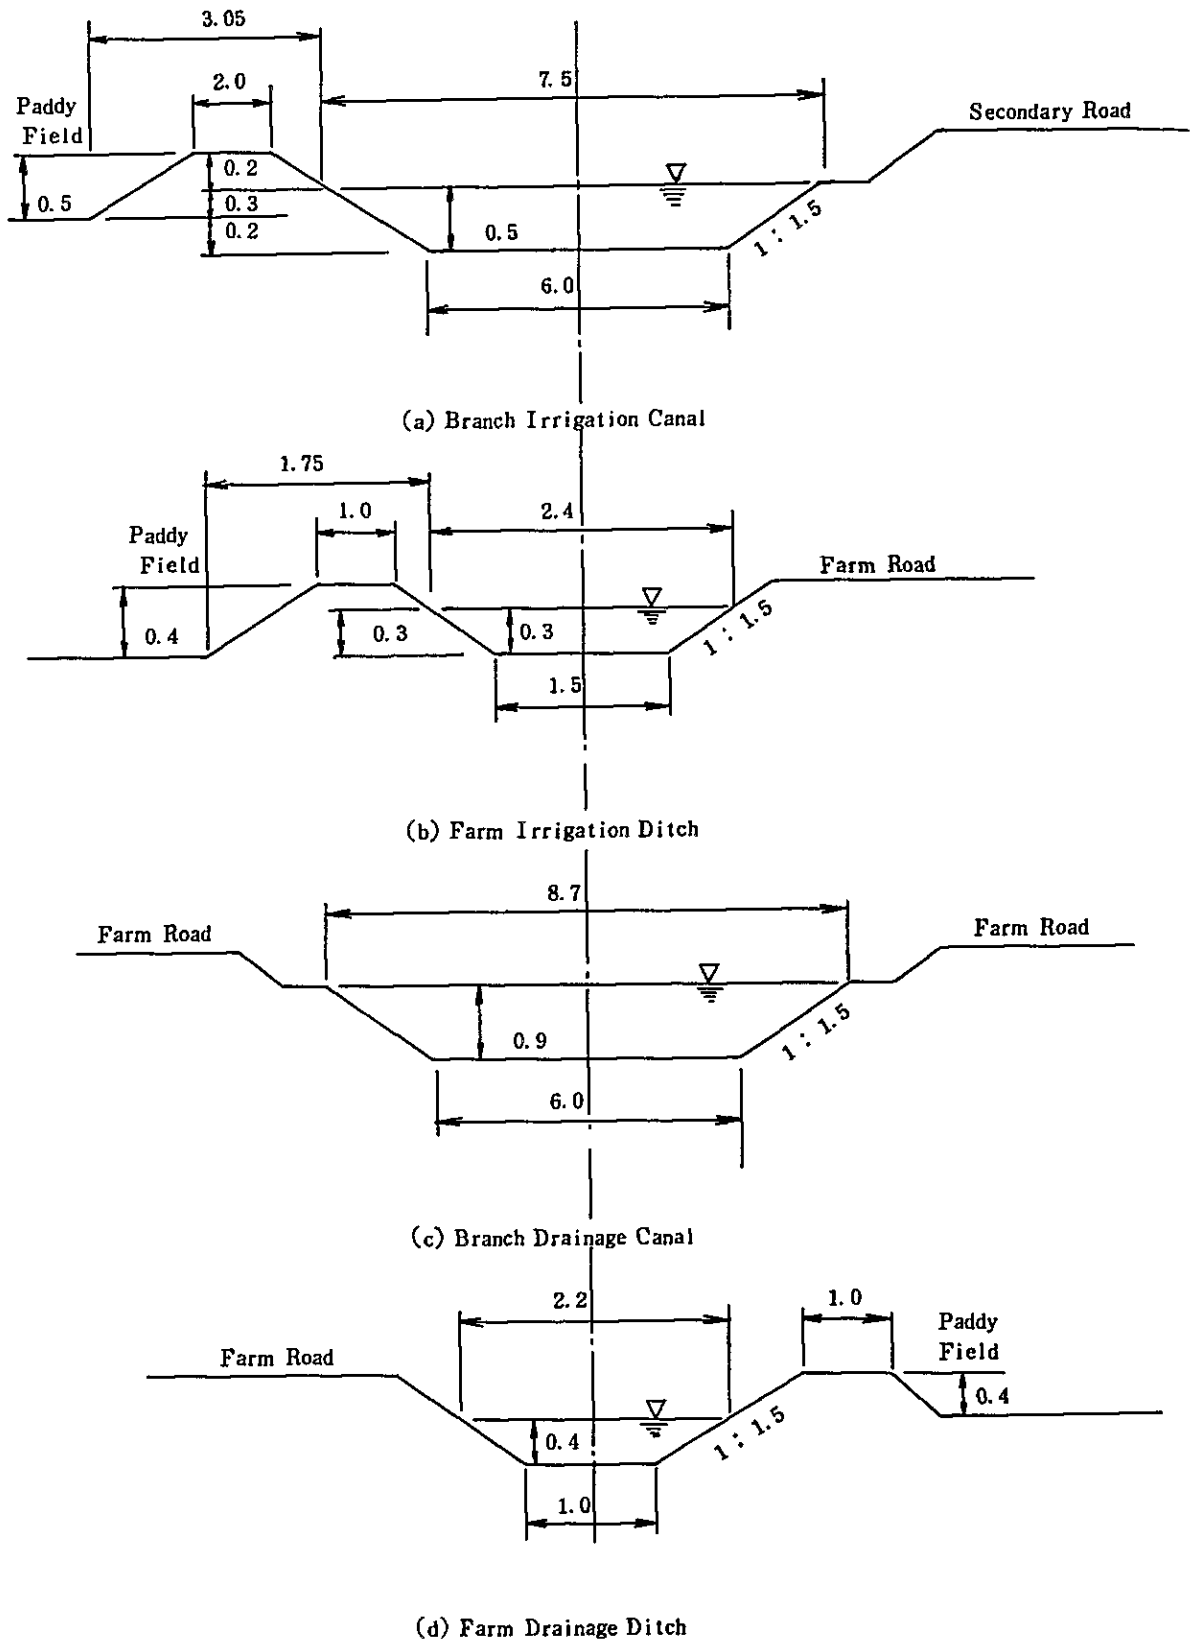 3.05
2.0
7.5
Paddy
Field
Secondary Road
0.2
0.5
0.3
0.2
0.5
1 : 1.5
6.0
(a) Branch Irrigation Canal
1.75
1.0
2.4
Paddy
Field
Farm Road
0.4
0.3
0.3
1 : 1.5
1.5
(b) Farm Irrigation Ditch
8.7
Farm Road
Farm Road
0.9
1 : 1.5
6.0
(c) Branch Drainage Canal
2.2
1.0
Paddy
Field
Farm Road
0.4
0.4
1 : 1.5
1.0
(d) Farm Drainage Ditch